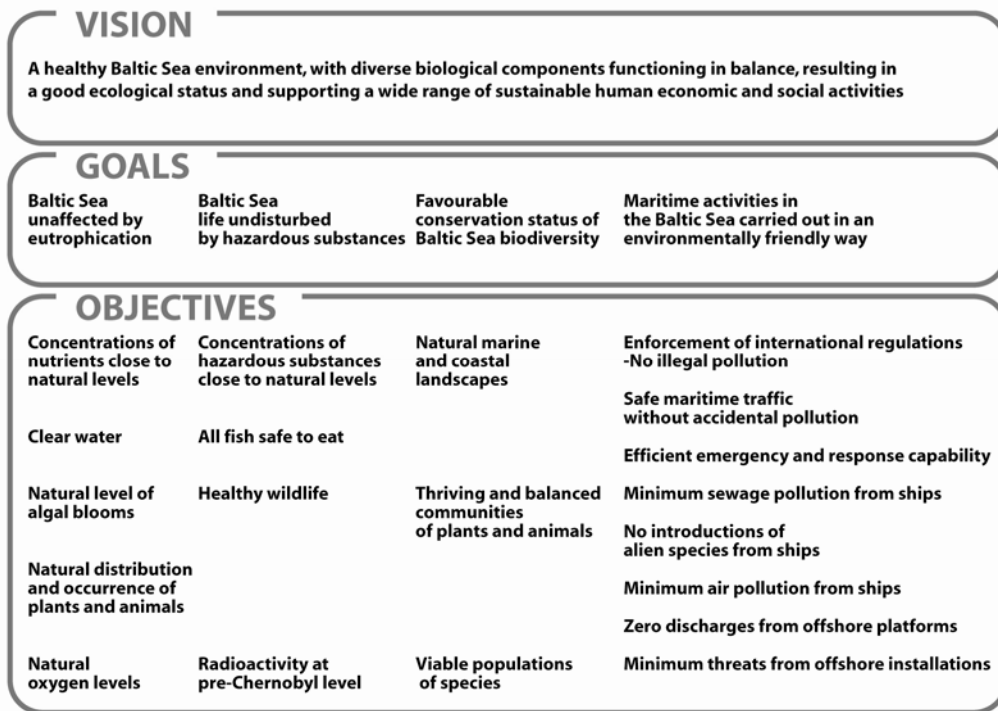 VISION
A healthy Baltic Sea environment, with diverse biological components functioning in balance, resulting in
a good ecological status and supporting a wide range of sustainable human economic and social activities
GOALS
Baltic Sea
unaffected by
eutrophication
Baltic Sea
life undisturbed
by hazardous substances
Favourable
conservation status of
Baltic Sea biodiversity
Maritime activities in
the Baltic Sea carried out in an
environmentally friendly way
OBJECTIVES
Concentrations of
nutrients close to
natural levels
Clear water
Natural level of
algal blooms
Natural distribution
and occurrence of
plants and animals
Natural
oxygen levels
Concentrations of
hazardous substances
close to natural levels
All fish safe to eat
Healthy wildlife
Radioactivity at
pre-Chernobyl level
Natural marine
and coastal
landscapes
Thriving and balanced
communities
of plants and animals
Viable populations
of species
Enforcement of international regulations
-No illegal pollution
Safe maritime traffic
without accidental pollution
Efficient emergency and response capability
Minimum sewage pollution from ships
No introductions of
alien species from ships
Minimum air pollution from ships
Zero discharges from offshore platforms
Minimum threats from offshore installations